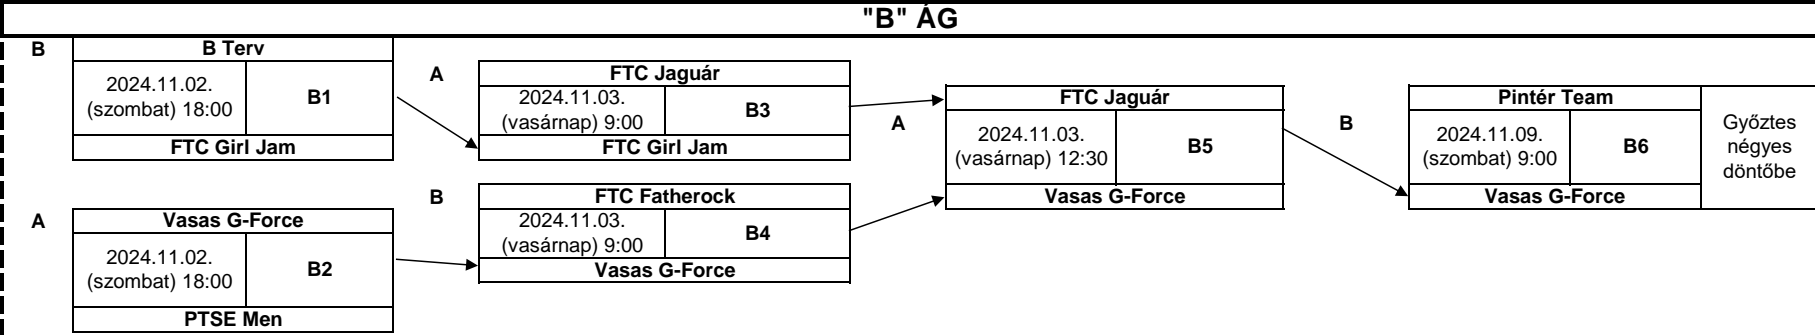 "B" ÁG
B
B Terv
2024.11.02.
(szombat) 18:00
B1
FTC Girl Jam
A
Vasas G-Force
2024.11.02.
(szombat) 18:00
B2
PTSE Men
A
FTC Jaguár
2024.11.03.
(vasárnap) 9:00
B3
FTC Girl Jam
B
FTC Fatherock
2024.11.03.
(vasárnap) 9:00
B4
Vasas G-Force
A
FTC Jaguár
2024.11.03.
(vasárnap) 12:30
B5
Vasas G-Force
B
Pintér Team
2024.11.09.
(szombat) 9:00
B6
Vasas G-Force
Győztes
négyes
döntőbe